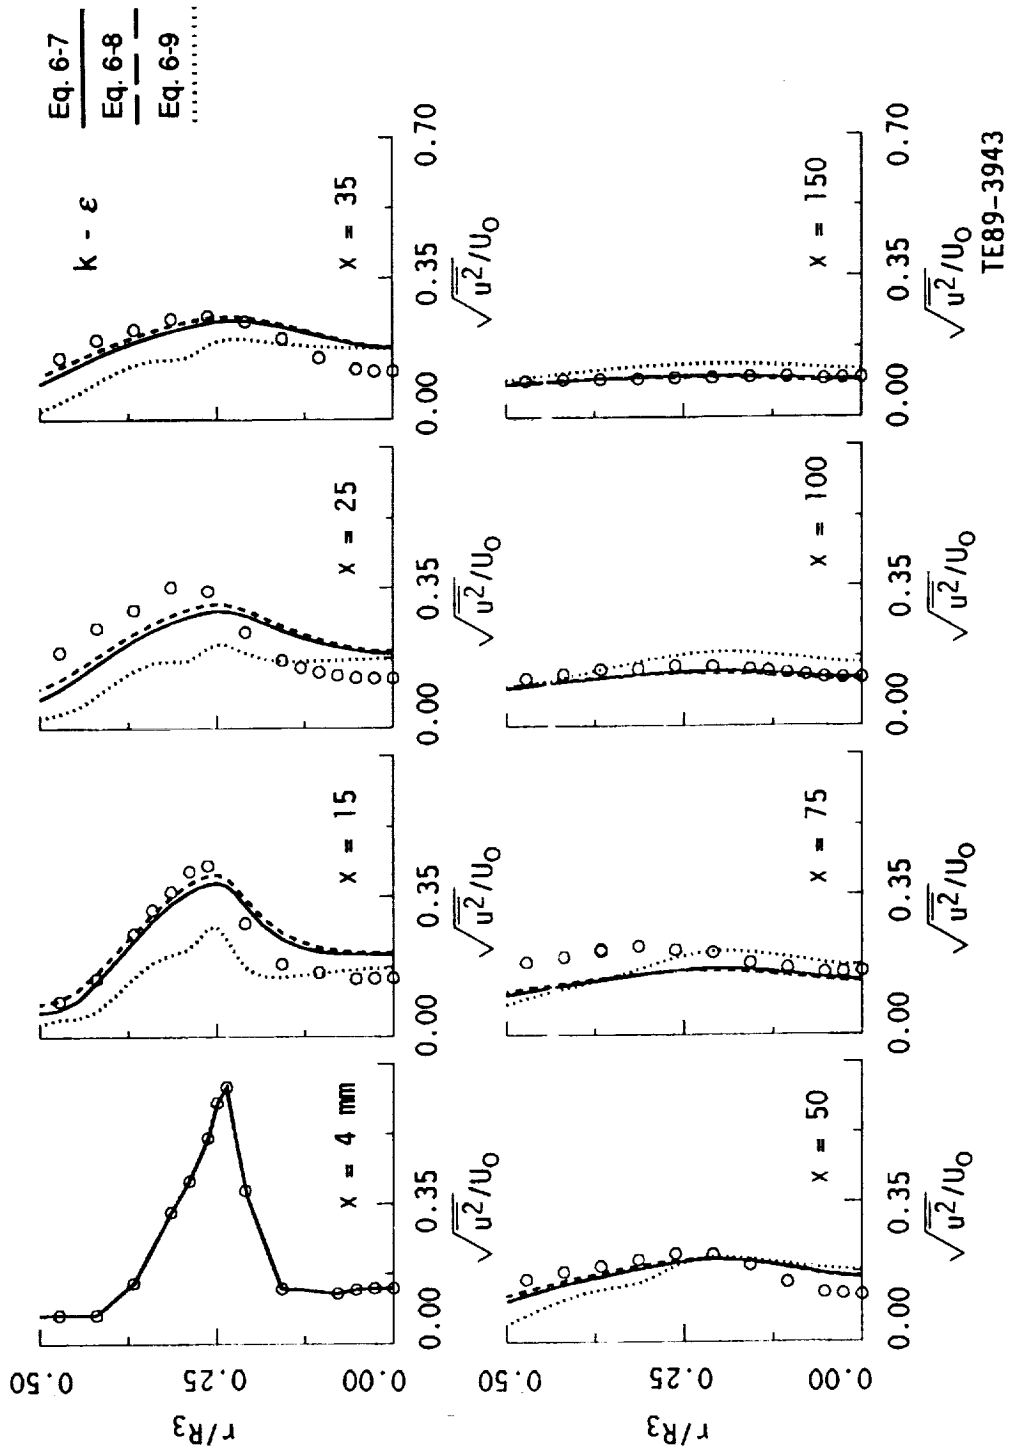 Eq. 6-7
Eq. 6-8
Eq. 6-9
k - ε
r/R3
0.50
0.25
0.00
X = 4 mm
0.00
0.35
√u²/U0
X = 15
0.00
0.35
√u²/U0
X = 25
0.00
0.35
√u²/U0
X = 35
0.00
0.35
0.70
√u²/U0
r/R3
0.50
0.25
0.00
X = 50
0.00
0.35
√u²/U0
X = 75
0.00
0.35
√u²/U0
X = 100
0.00
0.35
√u²/U0
X = 150
0.00
0.35
0.70
√u²/U0
TE89-3943